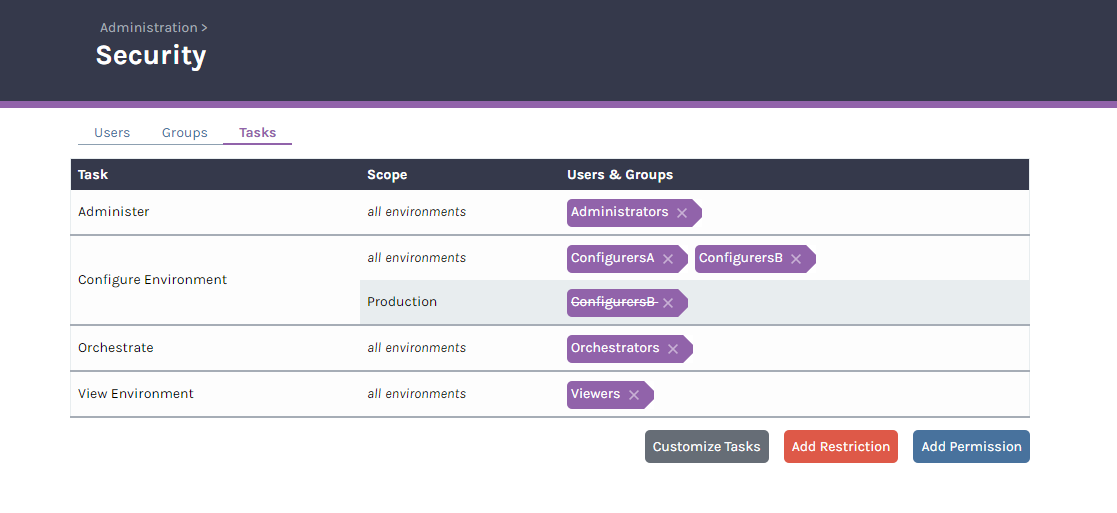 Administration >
Security
Users Groups Tasks
Task Scope Users & Groups
Administer all environments Administrators ×
Configure Environment all environments ConfigurersA × ConfigurersB ×
Production ConfigurersB ×
Orchestrate all environments Orchestrators ×
View Environment all environments Viewers ×
Customize Tasks Add Restriction Add Permission